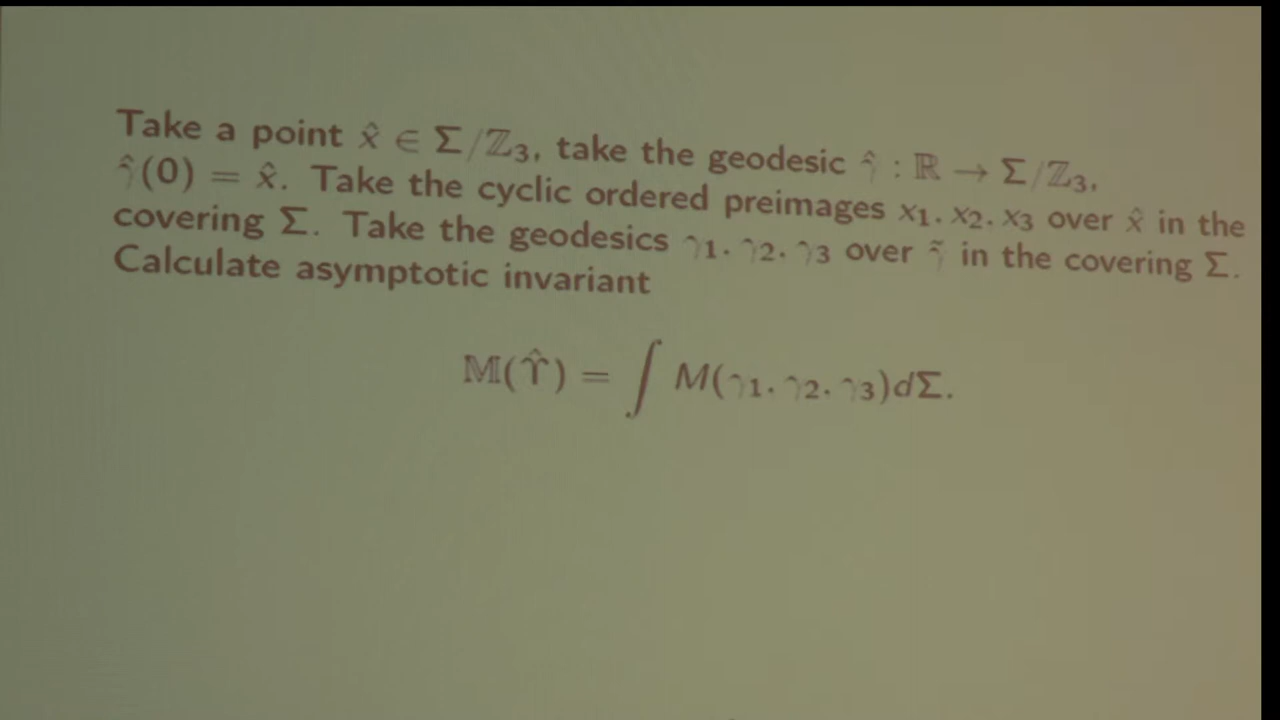 Take a point x̂ ∈ Σ/ℤ₃, take the geodesic γ̂ : ℝ → Σ/ℤ₃,
γ̂(0) = x̂. Take the cyclic ordered preimages x₁, x₂, x₃ over x̂ in the
covering Σ. Take the geodesics γ₁, γ₂, γ₃ over γ̂ in the covering Σ.
Calculate asymptotic invariant
𝕄(Υ̂) = ∫ M(γ₁, γ₂, γ₃)dΣ.